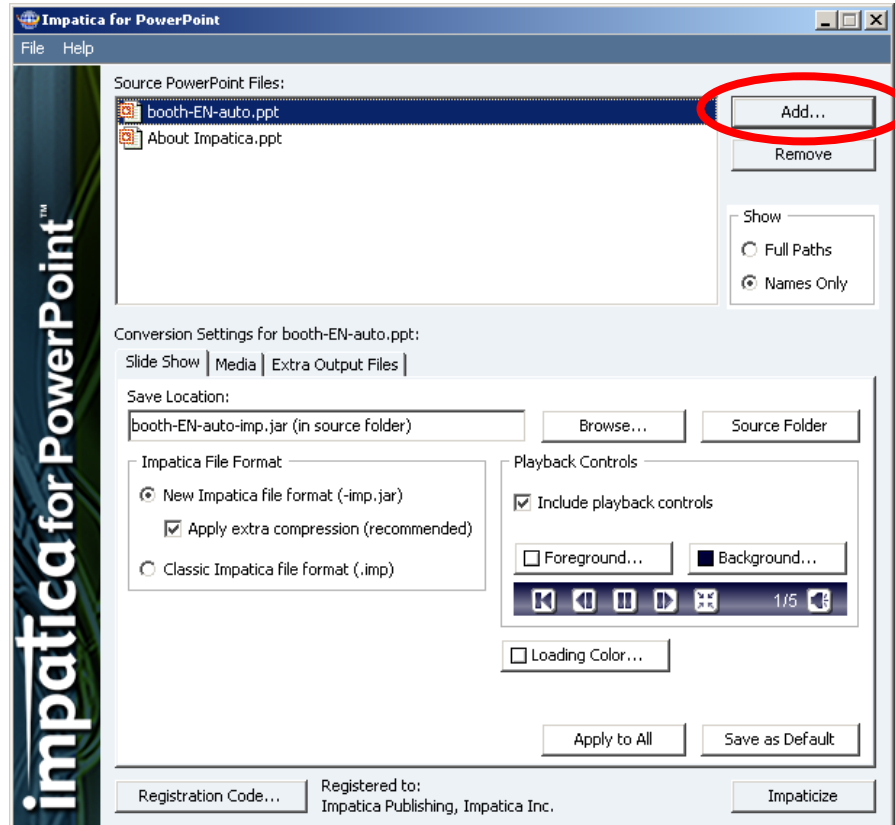 Impatica for PowerPoint
File Help
Source PowerPoint Files:
booth-EN-auto.ppt
About Impatica.ppt
Add...
Remove
Show
Full Paths
Names Only
impatica for PowerPoint™
Conversion Settings for booth-EN-auto.ppt:
Slide Show Media Extra Output Files
Save Location:
booth-EN-auto-imp.jar (in source folder)
Browse...
Source Folder
Impatica File Format
New Impatica file format (-imp.jar)
Apply extra compression (recommended)
Classic Impatica file format (.imp)
Playback Controls
Include playback controls
Foreground...
Background...
1/5
Loading Color...
Apply to All
Save as Default
Registration Code...
Registered to:
Impatica Publishing, Impatica Inc.
Impaticize